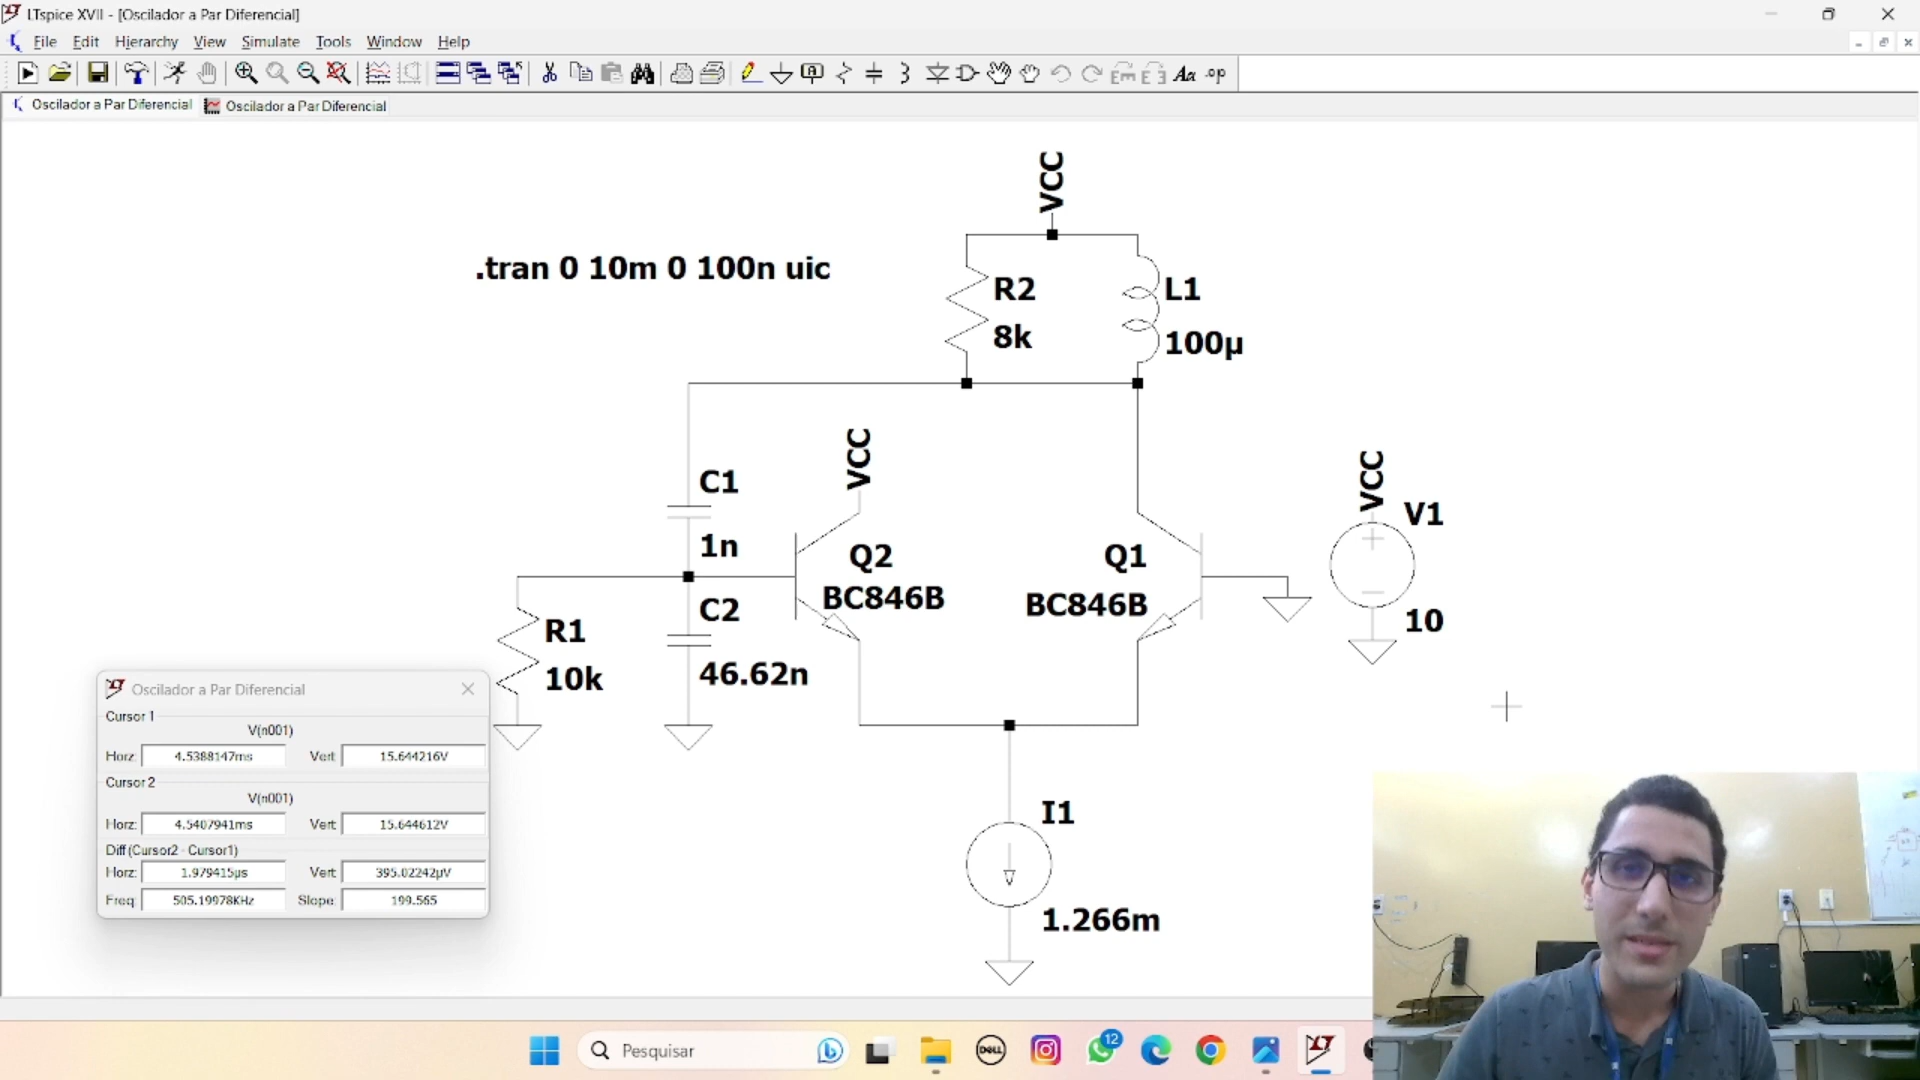 LTspice XVII - [Oscilador a Par Diferencial]
File Edit Hierarchy View Simulate Tools Window Help
Oscilador a Par Diferencial
Oscilador a Par Diferencial
VCC
.tran 0 10m 0 100n uic
R2
8k
L1
100µ
C1
1n
VCC
Q2
BC846B
Q1
BC846B
VCC
V1
10
R1
10k
C2
46.62n
I1
1.266m
Oscilador a Par Diferencial
Cursor 1
V(n001)
Horz: 4.5388147ms Vert: 15.644216V
Cursor 2
V(n001)
Horz: 4.5407941ms Vert: 15.644612V
Diff (Cursor2 - Cursor1)
Horz: 1.979415µs Vert: 395.02242µV
Freq: 505.19978KHz Slope: 199.565
Pesquisar
DELL
12